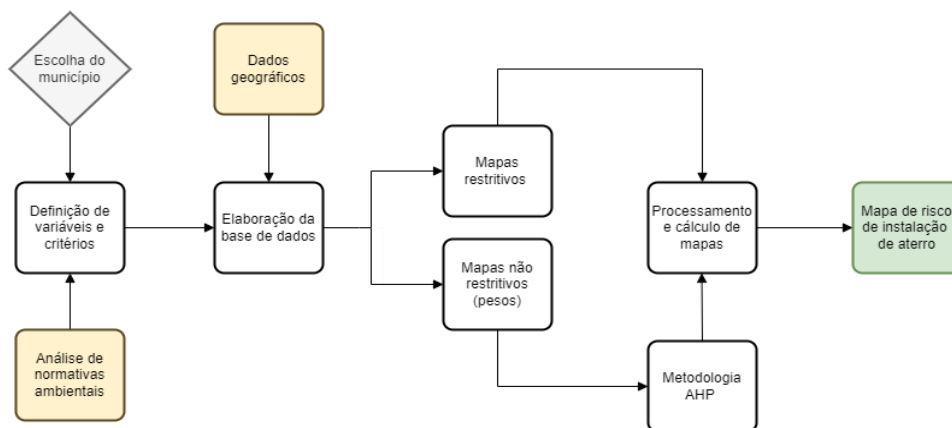 Escolha do
município
Dados
geográficos
Definição de
variáveis e
critérios
Elaboração da
base de dados
Análise de
normativas
ambientais
Mapas
restritivos
Mapas não
restritivos
(pesos)
Metodologia
AHP
Processamento
e cálculo de
mapas
Mapa de risco
de instalação
de aterro